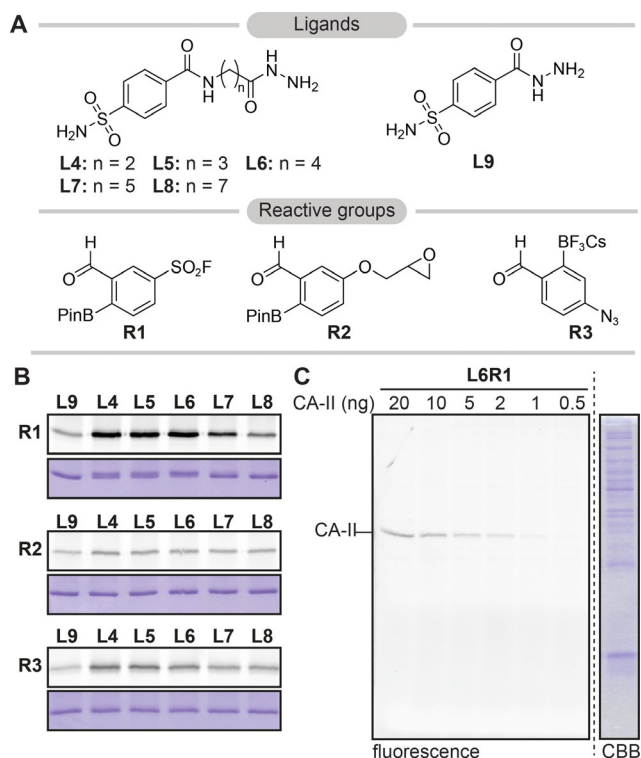 A
Ligands
O
N
H
( )n
O
H
N
NH2
O
O
S
H2N
L4: n = 2 L5: n = 3 L6: n = 4
L7: n = 5 L8: n = 7
O
N
H
NH2
O
O
S
H2N
L9
Reactive groups
H
O
SO2F
PinB
R1
H
O
O
O
PinB
R2
BF3Cs
H
O
N3
R3
B
L9 L4 L5 L6 L7 L8
R1
L9 L4 L5 L6 L7 L8
R2
L9 L4 L5 L6 L7 L8
R3
C
L6R1
CA-II (ng) 20 10 5 2 1 0.5
CA-II
fluorescence
CBB